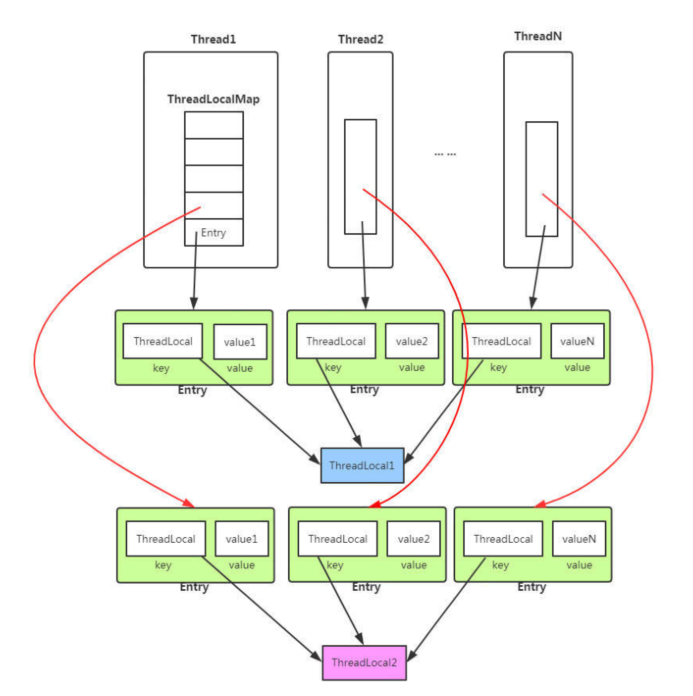 Thread1 Thread2 ThreadN
ThreadLocalMap
... ...
Entry
ThreadLocal value1 ThreadLocal value2 ThreadLocal valueN
key value key value key value
Entry Entry Entry
ThreadLocal1
ThreadLocal value1 ThreadLocal value2 ThreadLocal valueN
key value key value key value
Entry Entry Entry
ThreadLocal2